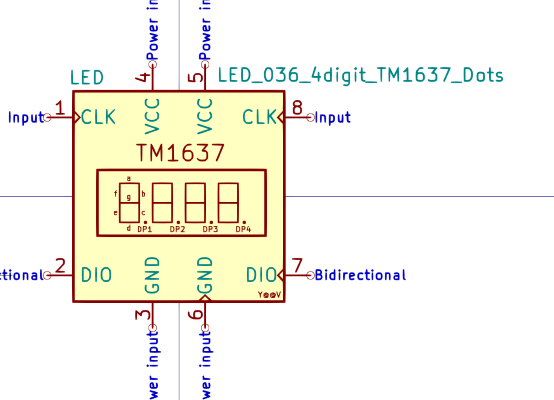 Power in
Power in
4
5
LED
LED_036_4digit_TM1637_Dots
Input
1
CLK
VCC
VCC
CLK
8
Input
TM1637
a
f
b
g
e
c
d
DP1
DP2
DP3
DP4
ctional
2
DIO
GND
GND
DIO
7
Bidirectional
3
6
wer input
wer input